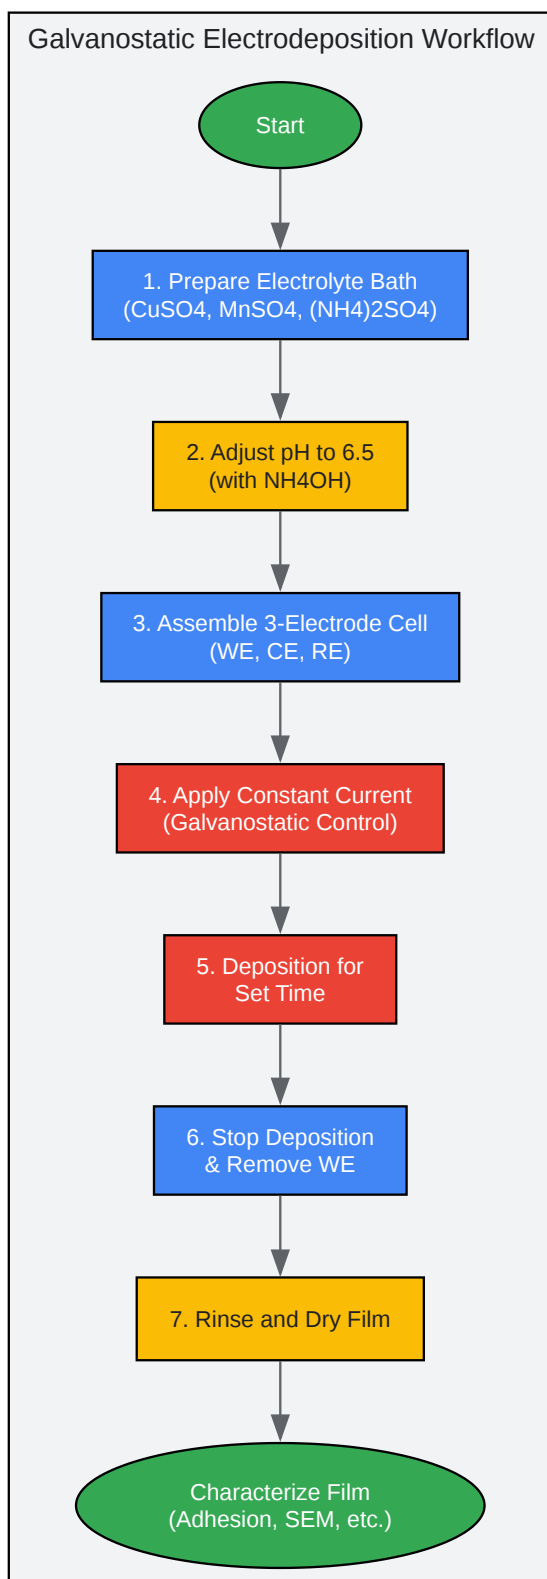 Galvanostatic Electrodeposition Workflow
Start
1. Prepare Electrolyte Bath
(CuSO4, MnSO4, (NH4)2SO4)
2. Adjust pH to 6.5
(with NH4OH)
3. Assemble 3-Electrode Cell
(WE, CE, RE)
4. Apply Constant Current
(Galvanostatic Control)
5. Deposition for
Set Time
6. Stop Deposition
& Remove WE
7. Rinse and Dry Film
Characterize Film
(Adhesion, SEM, etc.)